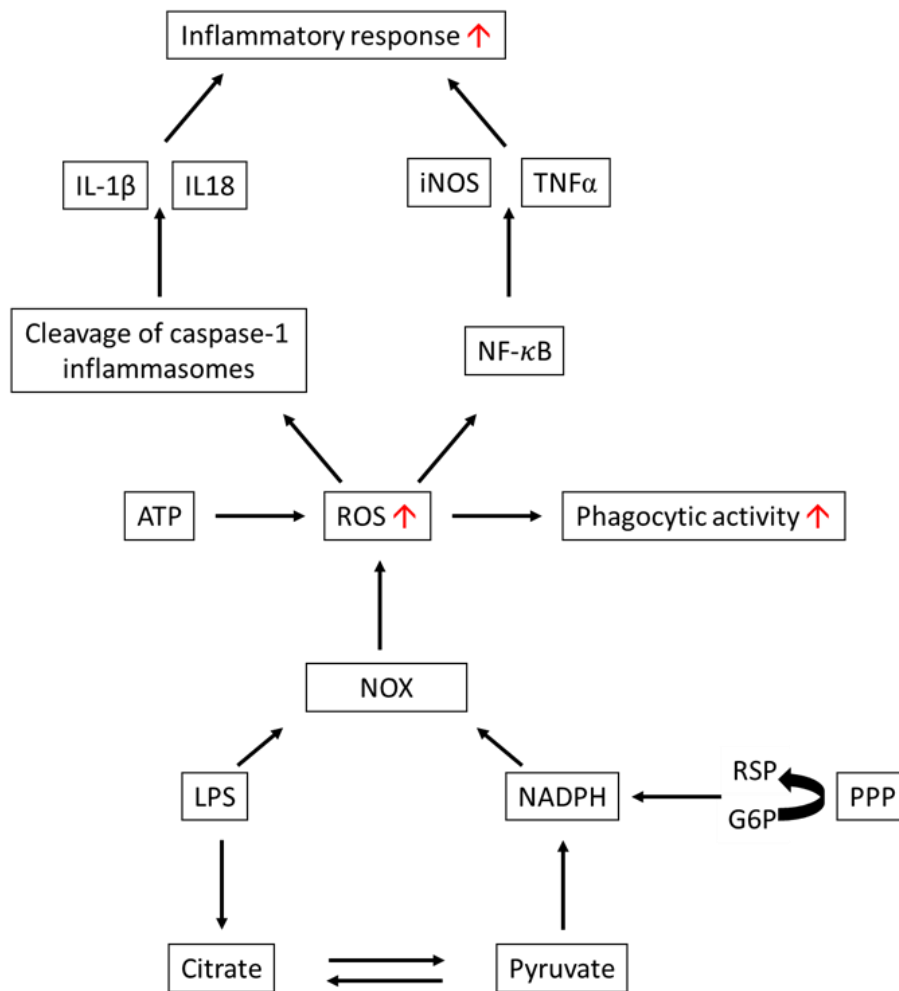 Inflammatory response ↑
IL-1β
IL18
iNOS
TNFα
Cleavage of caspase-1
inflammasomes
NF-κB
ATP
ROS ↑
Phagocytic activity ↑
NOX
LPS
NADPH
RSP
G6P
PPP
Citrate
Pyruvate